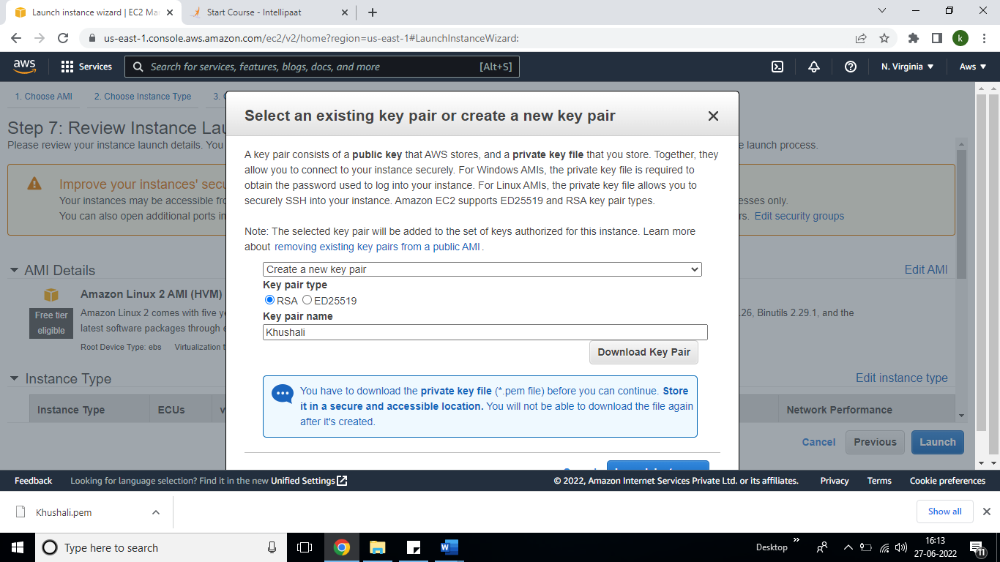 Launch instance wizard | EC2 Ma
Start Course - Intellipaat
us-east-1.console.aws.amazon.com/ec2/v2/home?region=us-east-1#LaunchInstanceWizard:
k
aws
Services
Search for services, features, blogs, docs, and more
[Alt+S]
N. Virginia
Aws
1. Choose AMI
2. Choose Instance Type
3.
Step 7: Review Instance Lau
Please review your instance launch details. You
e launch process.
Improve your instances' secu
Your instances may be accessible fro
esses only.
You can also open additional ports in
rs. Edit security groups
AMI Details
Edit AMI
Amazon Linux 2 AMI (HVM)
Free tier
eligible
Amazon Linux 2 comes with five y
.26, Binutils 2.29.1, and the
latest software packages through e
Root Device Type: ebs
Virtualization t
Instance Type
Edit instance type
Instance Type
ECUs
v
Network Performance
Cancel
Previous
Launch
Select an existing key pair or create a new key pair
A key pair consists of a public key that AWS stores, and a private key file that you store. Together, they
allow you to connect to your instance securely. For Windows AMIs, the private key file is required to
obtain the password used to log into your instance. For Linux AMIs, the private key file allows you to
securely SSH into your instance. Amazon EC2 supports ED25519 and RSA key pair types.
Note: The selected key pair will be added to the set of keys authorized for this instance. Learn more
about removing existing key pairs from a public AMI .
Create a new key pair
Key pair type
RSA
ED25519
Key pair name
Khushali
Download Key Pair
You have to download the private key file (*.pem file) before you can continue. Store
it in a secure and accessible location. You will not be able to download the file again
after it's created.
Feedback
Looking for language selection? Find it in the new Unified Settings
© 2022, Amazon Internet Services Private Ltd. or its affiliates.
Privacy
Terms
Cookie preferences
Khushali.pem
Show all
Type here to search
Desktop
16:13
27-06-2022
11